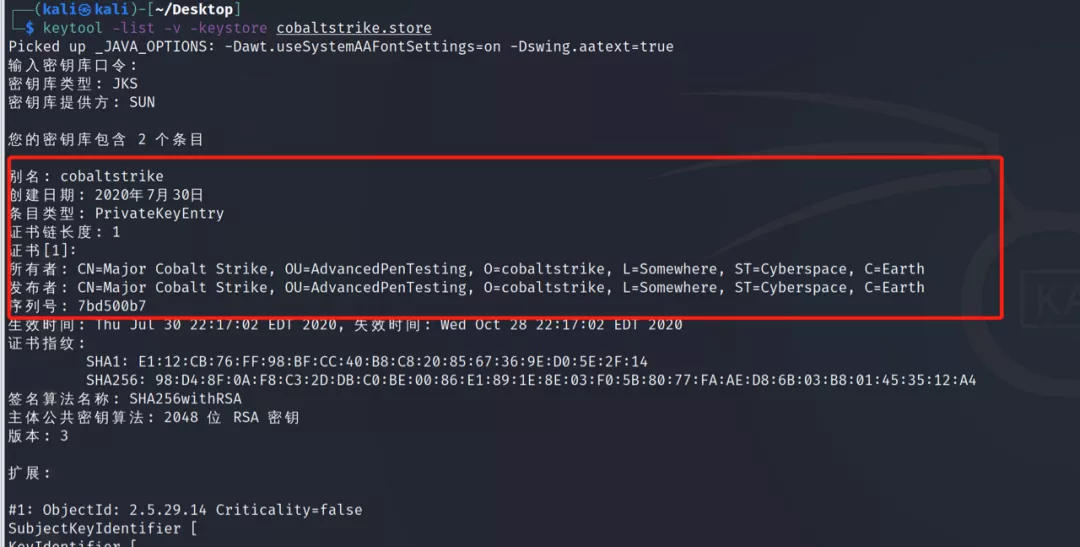 (kali㉿kali)-[~/Desktop]
$ keytool -list -v -keystore cobaltstrike.store
Picked up _JAVA_OPTIONS: -Dawt.useSystemAAFontSettings=on -Dswing.aatext=true
输入密钥库口令:
密钥库类型: JKS
密钥库提供方: SUN
您的密钥库包含 2 个条目
别名: cobaltstrike
创建日期: 2020年7月30日
条目类型: PrivateKeyEntry
证书链长度: 1
证书[1]:
所有者: CN=Major Cobalt Strike, OU=AdvancedPenTesting, O=cobaltstrike, L=Somewhere, ST=Cyberspace, C=Earth
发布者: CN=Major Cobalt Strike, OU=AdvancedPenTesting, O=cobaltstrike, L=Somewhere, ST=Cyberspace, C=Earth
序列号: 7bd500b7
生效时间: Thu Jul 30 22:17:02 EDT 2020, 失效时间: Wed Oct 28 22:17:02 EDT 2020
证书指纹:
SHA1: E1:12:CB:76:FF:98:BF:CC:40:B8:C8:20:85:67:36:9E:D0:5E:2F:14
SHA256: 98:D4:8F:0A:F8:C3:2D:DB:C0:BE:00:86:E1:89:1E:8E:03:F0:5B:80:77:FA:AE:D8:6B:03:B8:01:45:35:12:A4
签名算法名称: SHA256withRSA
主体公共密钥算法: 2048 位 RSA 密钥
版本: 3
扩展:
#1: ObjectId: 2.5.29.14 Criticality=false
SubjectKeyIdentifier [
KeyIdentifier [